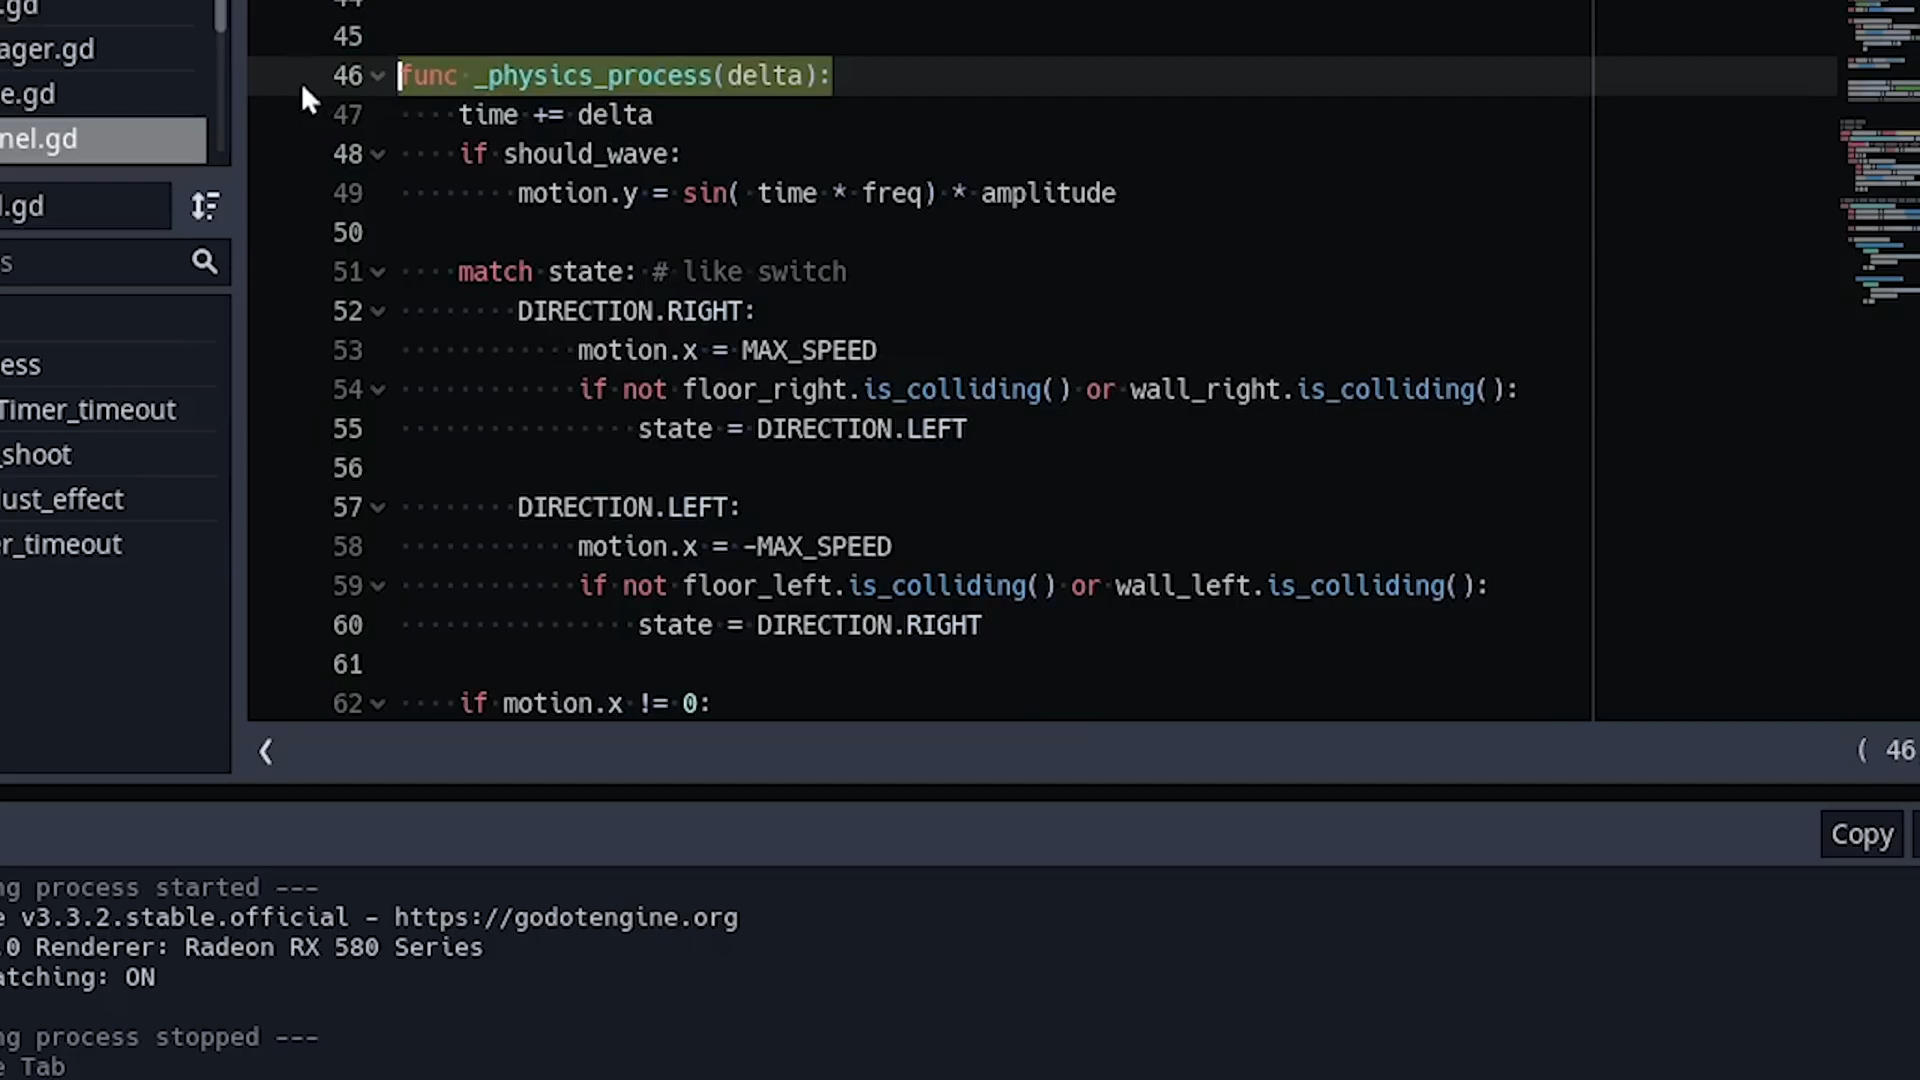 .gd
ager.gd
e.gd
nel.gd
l.gd
s
ess
Timer_timeout
_shoot
lust_effect
er_timeout
44
45
46 func _physics_process(delta):
47 time += delta
48 if should_wave:
49 motion.y = sin( time * freq) * amplitude
50
51 match state: # like switch
52 DIRECTION.RIGHT:
53 motion.x = MAX_SPEED
54 if not floor_right.is_colliding() or wall_right.is_colliding():
55 state = DIRECTION.LEFT
56
57 DIRECTION.LEFT:
58 motion.x = -MAX_SPEED
59 if not floor_left.is_colliding() or wall_left.is_colliding():
60 state = DIRECTION.RIGHT
61
62 if motion.x != 0:
( 46
Copy
ng process started ---
e v3.3.2.stable.official - https://godotengine.org
.0 Renderer: Radeon RX 580 Series
atching: ON
ng process stopped ---
e Tab